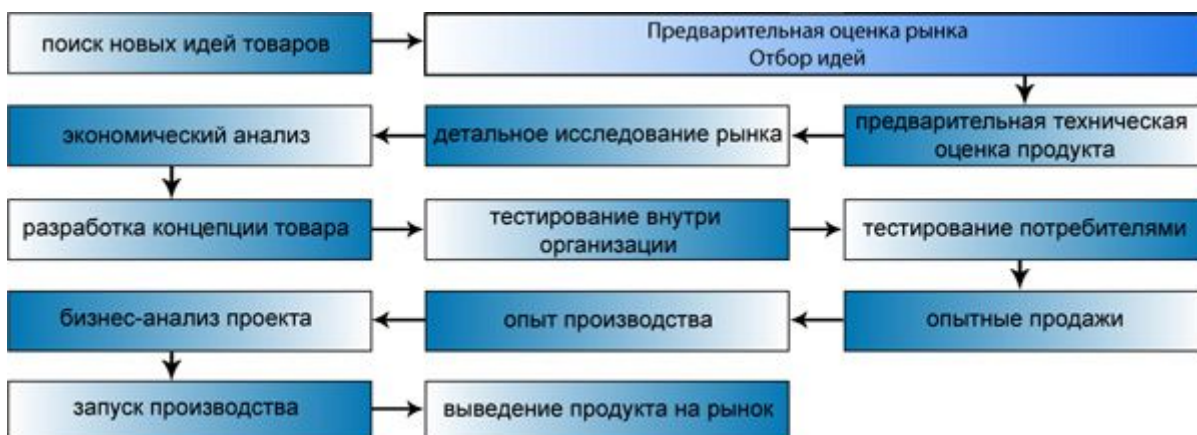 поиск новых идей товаров
Предварительная оценка рынка
Отбор идей
предварительная техническая
оценка продукта
детальное исследование рынка
экономический анализ
разработка концепции товара
тестирование внутри
организации
тестирование потребителями
опытные продажи
опыт производства
бизнес-анализ проекта
запуск производства
выведение продукта на рынок